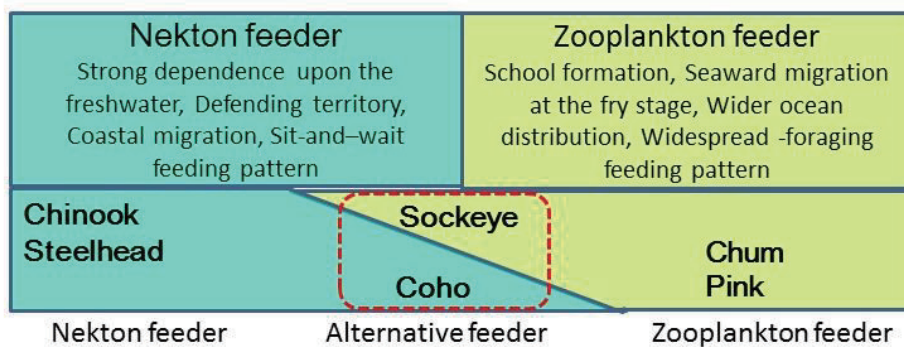 Nekton feeder
Strong dependence upon the
freshwater, Defending territory,
Coastal migration, Sit-and–wait
feeding pattern
Zooplankton feeder
School formation, Seaward migration
at the fry stage, Wider ocean
distribution, Widespread -foraging
feeding pattern
Chinook
Steelhead
Sockeye
Coho
Chum
Pink
Nekton feeder
Alternative feeder
Zooplankton feeder